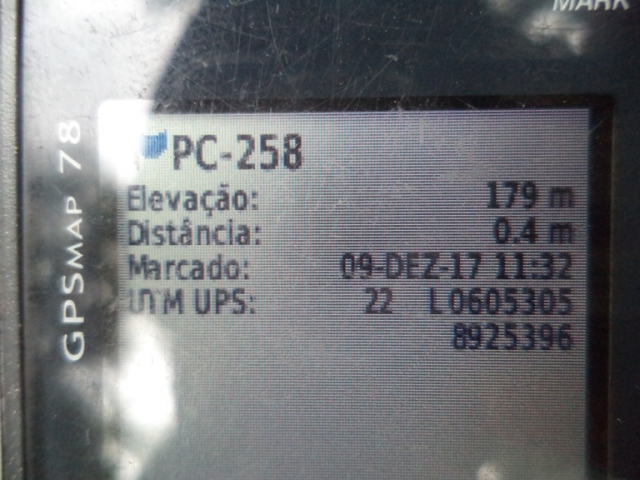 MARK
GPSMAP 78
PC-258
Elevação: 179 m
Distância: 0.4 m
Marcado: 09-DEZ-17 11:32
UTM UPS: 22 L 0605305
8925396